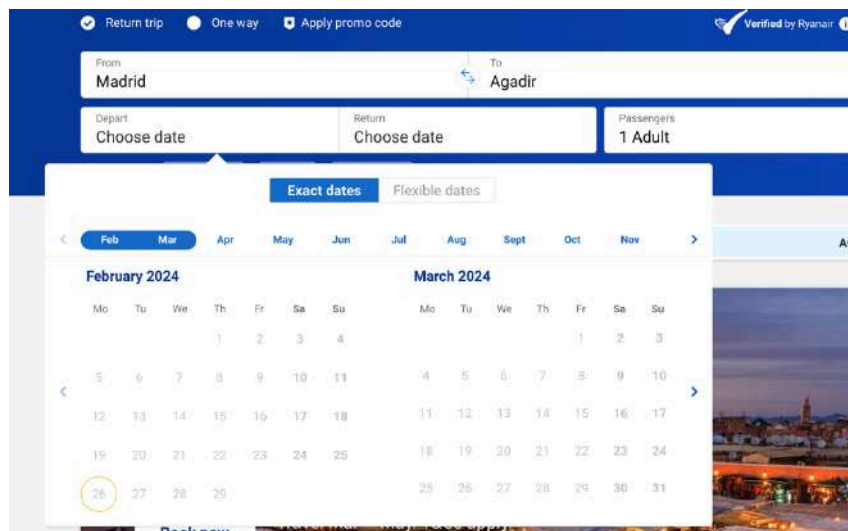 Return trip One way Apply promo code Verified by Ryanair
From To
Madrid Agadir
Depart Return Passengers
Choose date Choose date 1 Adult
Exact dates Flexible dates
Feb Mar Apr May Jun Jul Aug Sept Oct Nov
February 2024 March 2024
Mo Tu We Th Fr Sa Su Mo Tu We Th Fr Sa Su
1 2 3 4 1 2 3
5 6 7 8 9 10 11 4 5 6 7 8 9 10
12 13 14 15 16 17 18 11 12 13 14 15 16 17
19 20 21 22 23 24 25 18 19 20 21 22 23 24
26 27 28 29 25 26 27 28 29 30 31